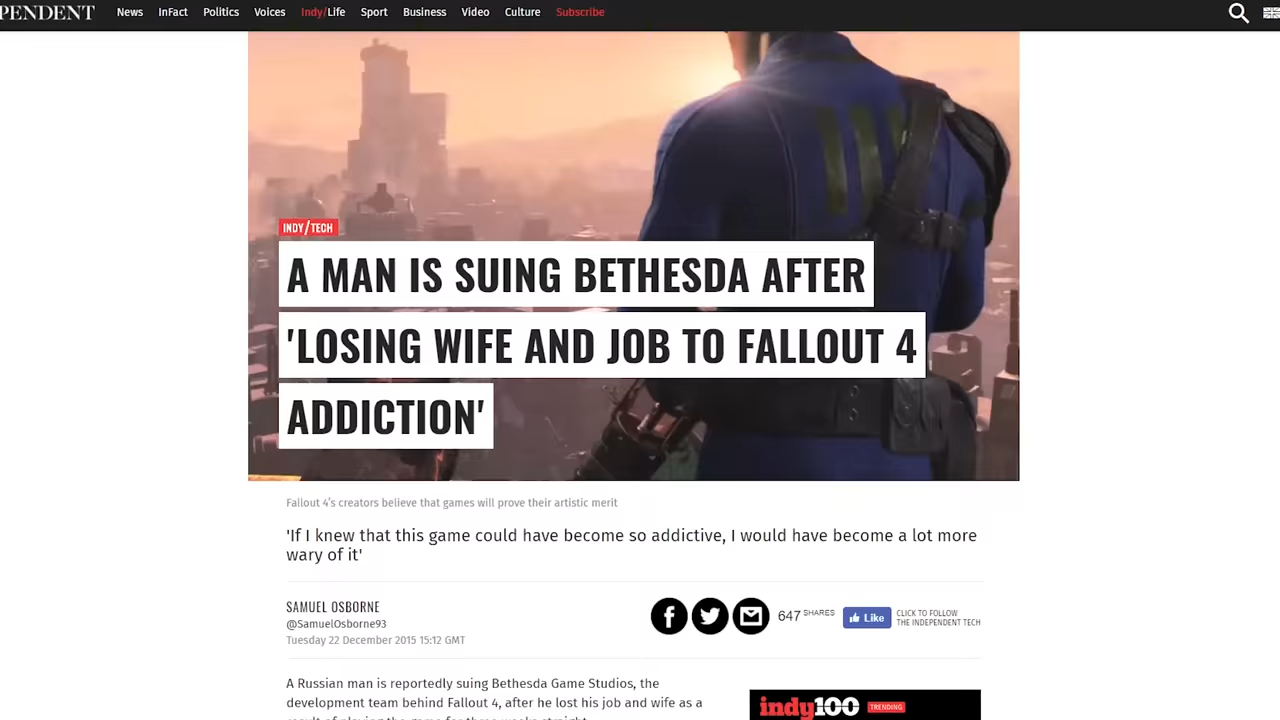 PENDENT News InFact Politics Voices Indy/Life Sport Business Video Culture Subscribe
INDY/TECH
A MAN IS SUING BETHESDA AFTER
'LOSING WIFE AND JOB TO FALLOUT 4
ADDICTION'
Fallout 4's creators believe that games will prove their artistic merit
'If I knew that this game could have become so addictive, I would have become a lot more
wary of it'
SAMUEL OSBORNE
@SamuelOsborne93
Tuesday 22 December 2015 15:12 GMT
647 SHARES
Like
CLICK TO FOLLOW
THE INDEPENDENT TECH
A Russian man is reportedly suing Bethesda Game Studios, the
development team behind Fallout 4, after he lost his job and wife as a
indy100 TRENDING